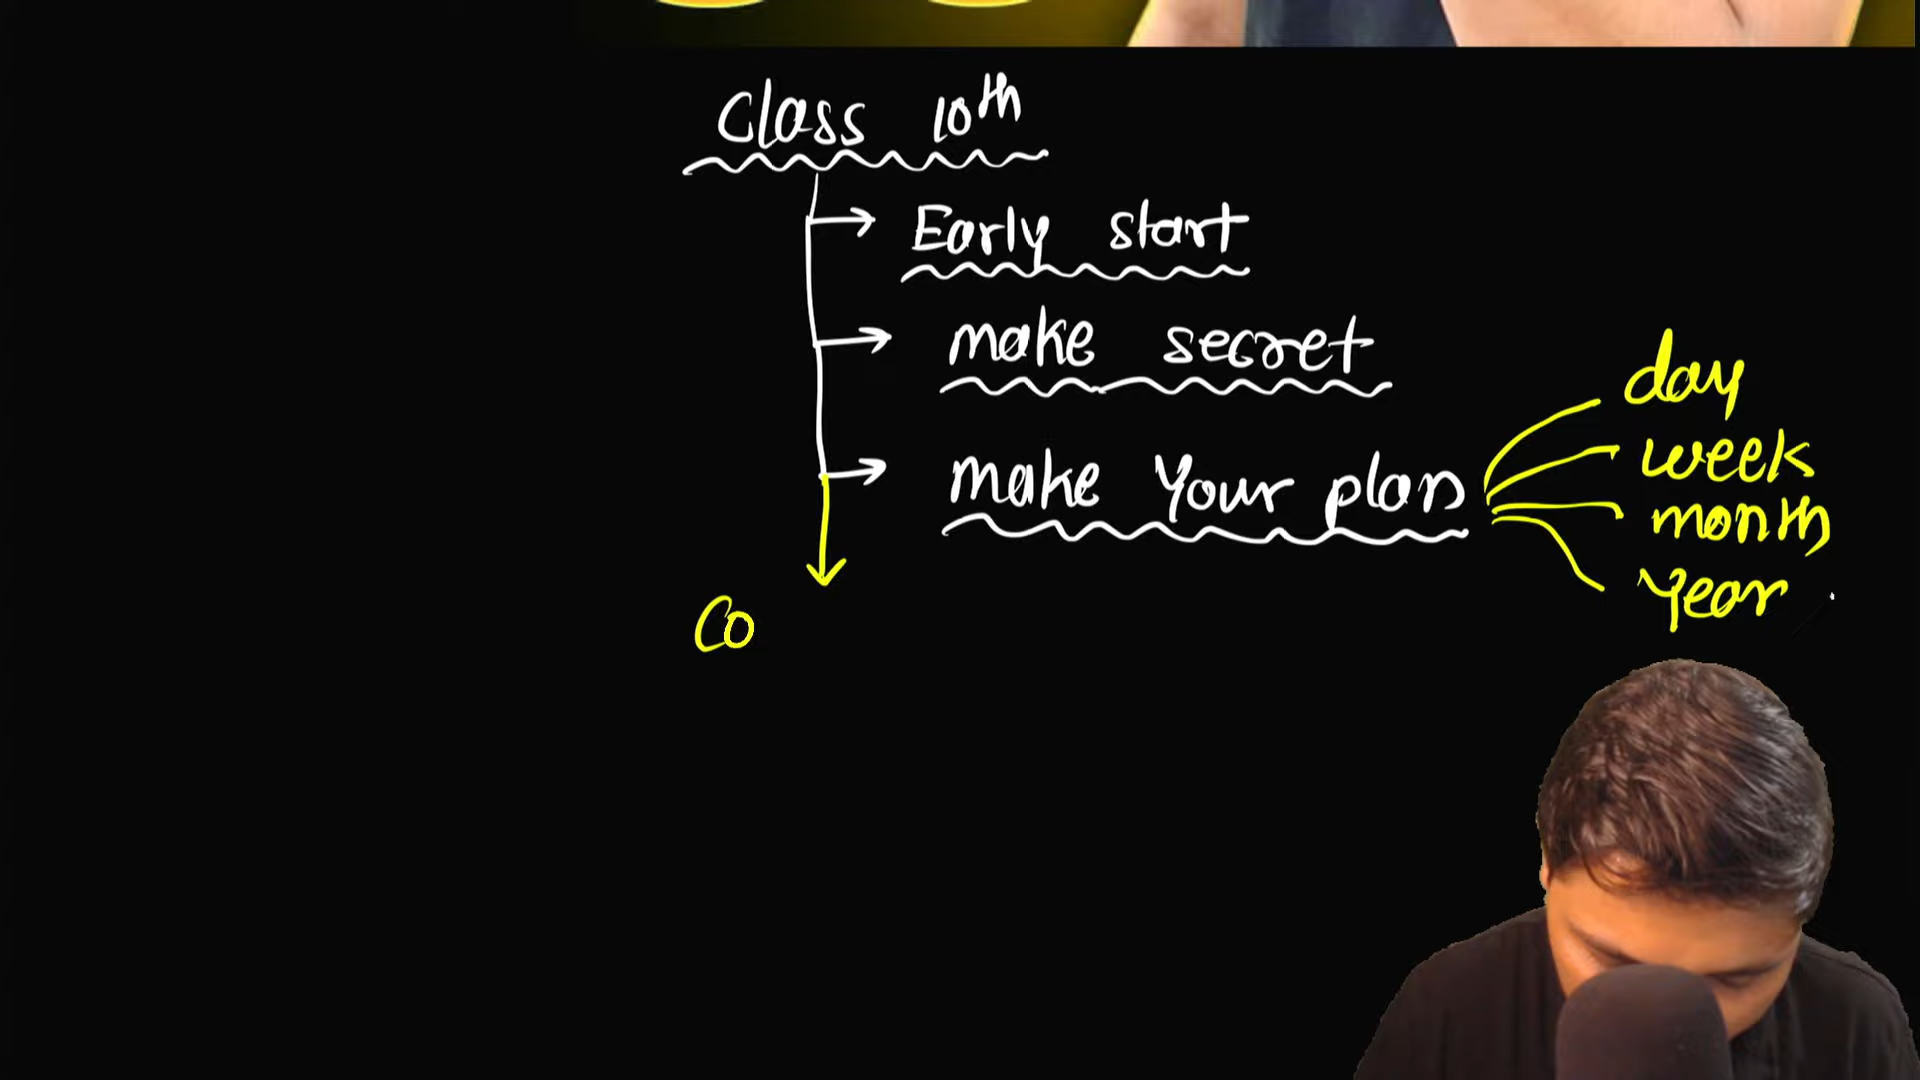 Class 10th
Early start
make secret
make Your plan
day
week
month
year
Co